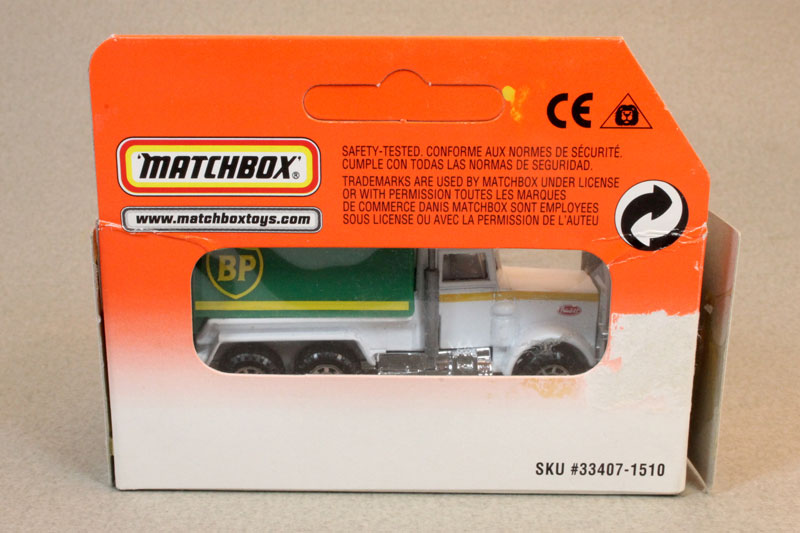 CE
MATCHBOX®
SAFETY-TESTED. CONFORME AUX NORMES DE SÉCURITÉ.
CUMPLE CON TODAS LAS NORMAS DE SEGURIDAD.
TRADEMARKS ARE USED BY MATCHBOX UNDER LICENSE
OR WITH PERMISSION TOUTES LES MARQUES
DE COMMERCE DANIS MATCHBOX SONT EMPLOYEES
SOUS LICENSE OU AVEC LA PERMISSION DE L'AUTEU
www.matchboxtoys.com
BP
SKU #33407-1510